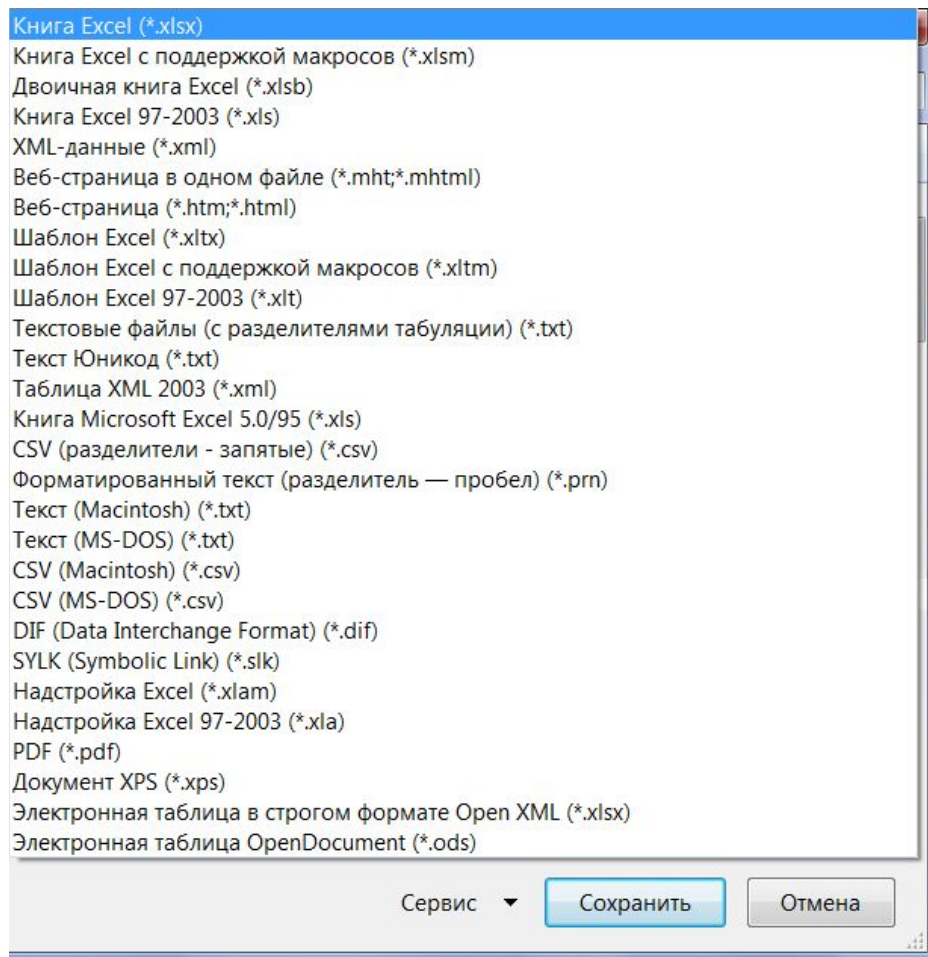 Книга Excel (*.xlsx)
Книга Excel с поддержкой макросов (*.xlsm)
Двоичная книга Excel (*.xlsb)
Книга Excel 97-2003 (*.xls)
XML-данные (*.xml)
Веб-страница в одном файле (*.mht;*.mhtml)
Веб-страница (*.htm;*.html)
Шаблон Excel (*.xltx)
Шаблон Excel с поддержкой макросов (*.xltm)
Шаблон Excel 97-2003 (*.xlt)
Текстовые файлы (с разделителями табуляции) (*.txt)
Текст Юникод (*.txt)
Таблица XML 2003 (*.xml)
Книга Microsoft Excel 5.0/95 (*.xls)
CSV (разделители - запятые) (*.csv)
Форматированный текст (разделитель — пробел) (*.prn)
Текст (Macintosh) (*.txt)
Текст (MS-DOS) (*.txt)
CSV (Macintosh) (*.csv)
CSV (MS-DOS) (*.csv)
DIF (Data Interchange Format) (*.dif)
SYLK (Symbolic Link) (*.slk)
Надстройка Excel (*.xlam)
Надстройка Excel 97-2003 (*.xla)
PDF (*.pdf)
Документ XPS (*.xps)
Электронная таблица в строгом формате Open XML (*.xlsx)
Электронная таблица OpenDocument (*.ods)
Сервис Сохранить Отмена